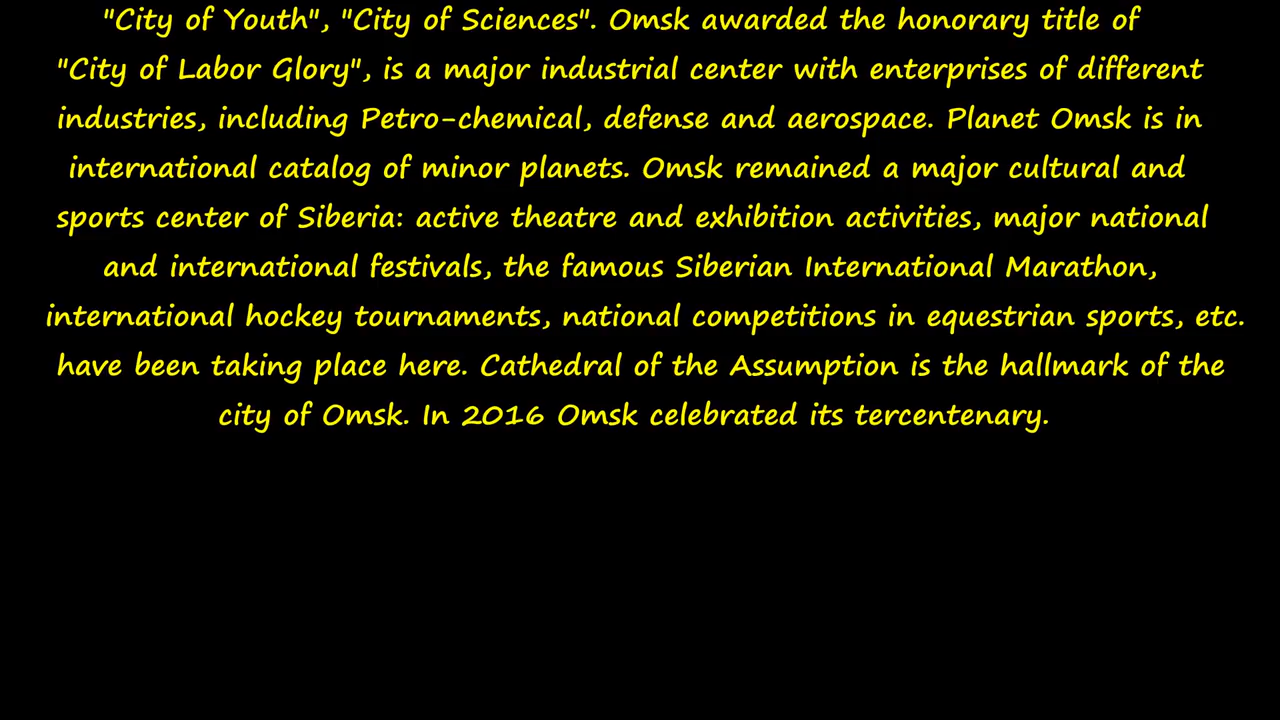 "City of Youth", "City of Sciences". Omsk awarded the honorary title of
"City of Labor Glory", is a major industrial center with enterprises of different
industries, including Petro-chemical, defense and aerospace. Planet Omsk is in
international catalog of minor planets. Omsk remained a major cultural and
sports center of Siberia: active theatre and exhibition activities, major national
and international festivals, the famous Siberian International Marathon,
international hockey tournaments, national competitions in equestrian sports, etc.
have been taking place here. Cathedral of the Assumption is the hallmark of the
city of Omsk. In 2016 Omsk celebrated its tercentenary.